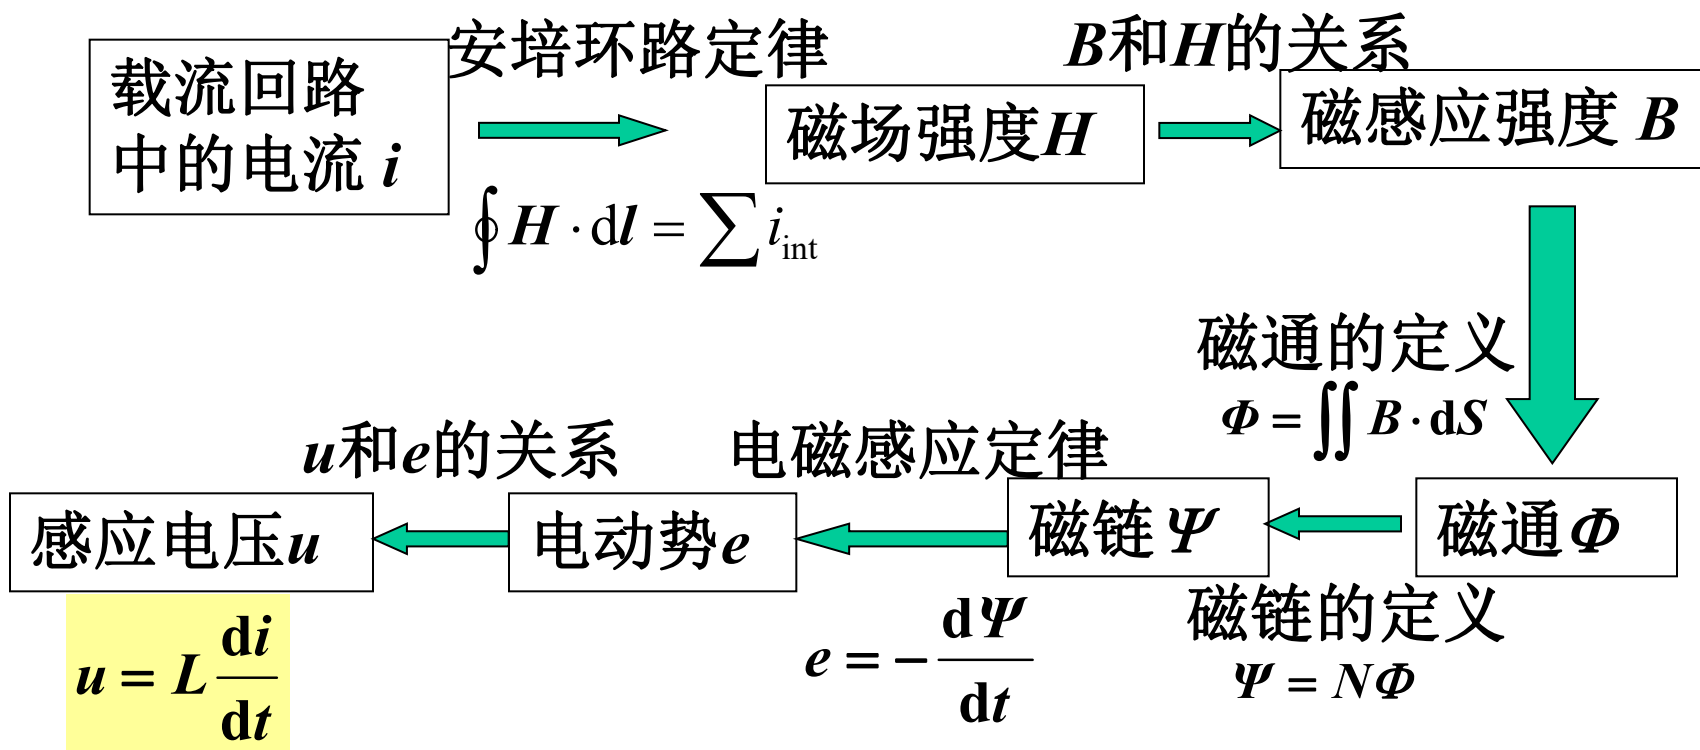 载流回路
中的电流 i
安培环路定律
∮ H · dl = ∑ i_int
磁场强度H
B和H的关系
磁感应强度 B
磁通的定义
Φ = ∬ B · dS
磁通Φ
磁链的定义
Ψ = NΦ
磁链 Ψ
电磁感应定律
e = − dΨ/dt
电动势e
u和e的关系
感应电压u
u = L di/dt